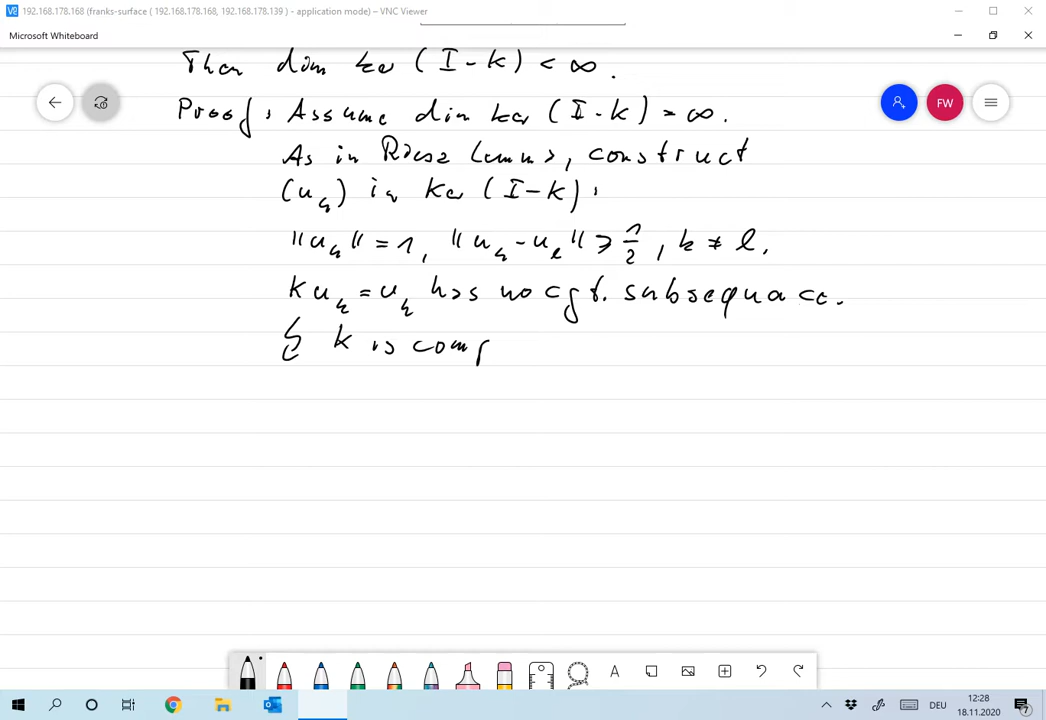 192.168.178.168 (franks-surface ( 192.168.178.168, 192.168.178.139 ) - application mode) – VNC Viewer
Microsoft Whiteboard
Then dim ker (I-K) < ∞.
FW
Proof: Assume dim ker (I-K) = ∞.
As in Riesz Lemma, construct
(u_k) in ker (I-K):
||u_k|| = 1, ||u_k - u_l|| ≥ 1/2, k ≠ l.
K u_k = u_k has no cgt. subsequence.
↯ K is comp
A
12:28
DEU
18.11.2020
7